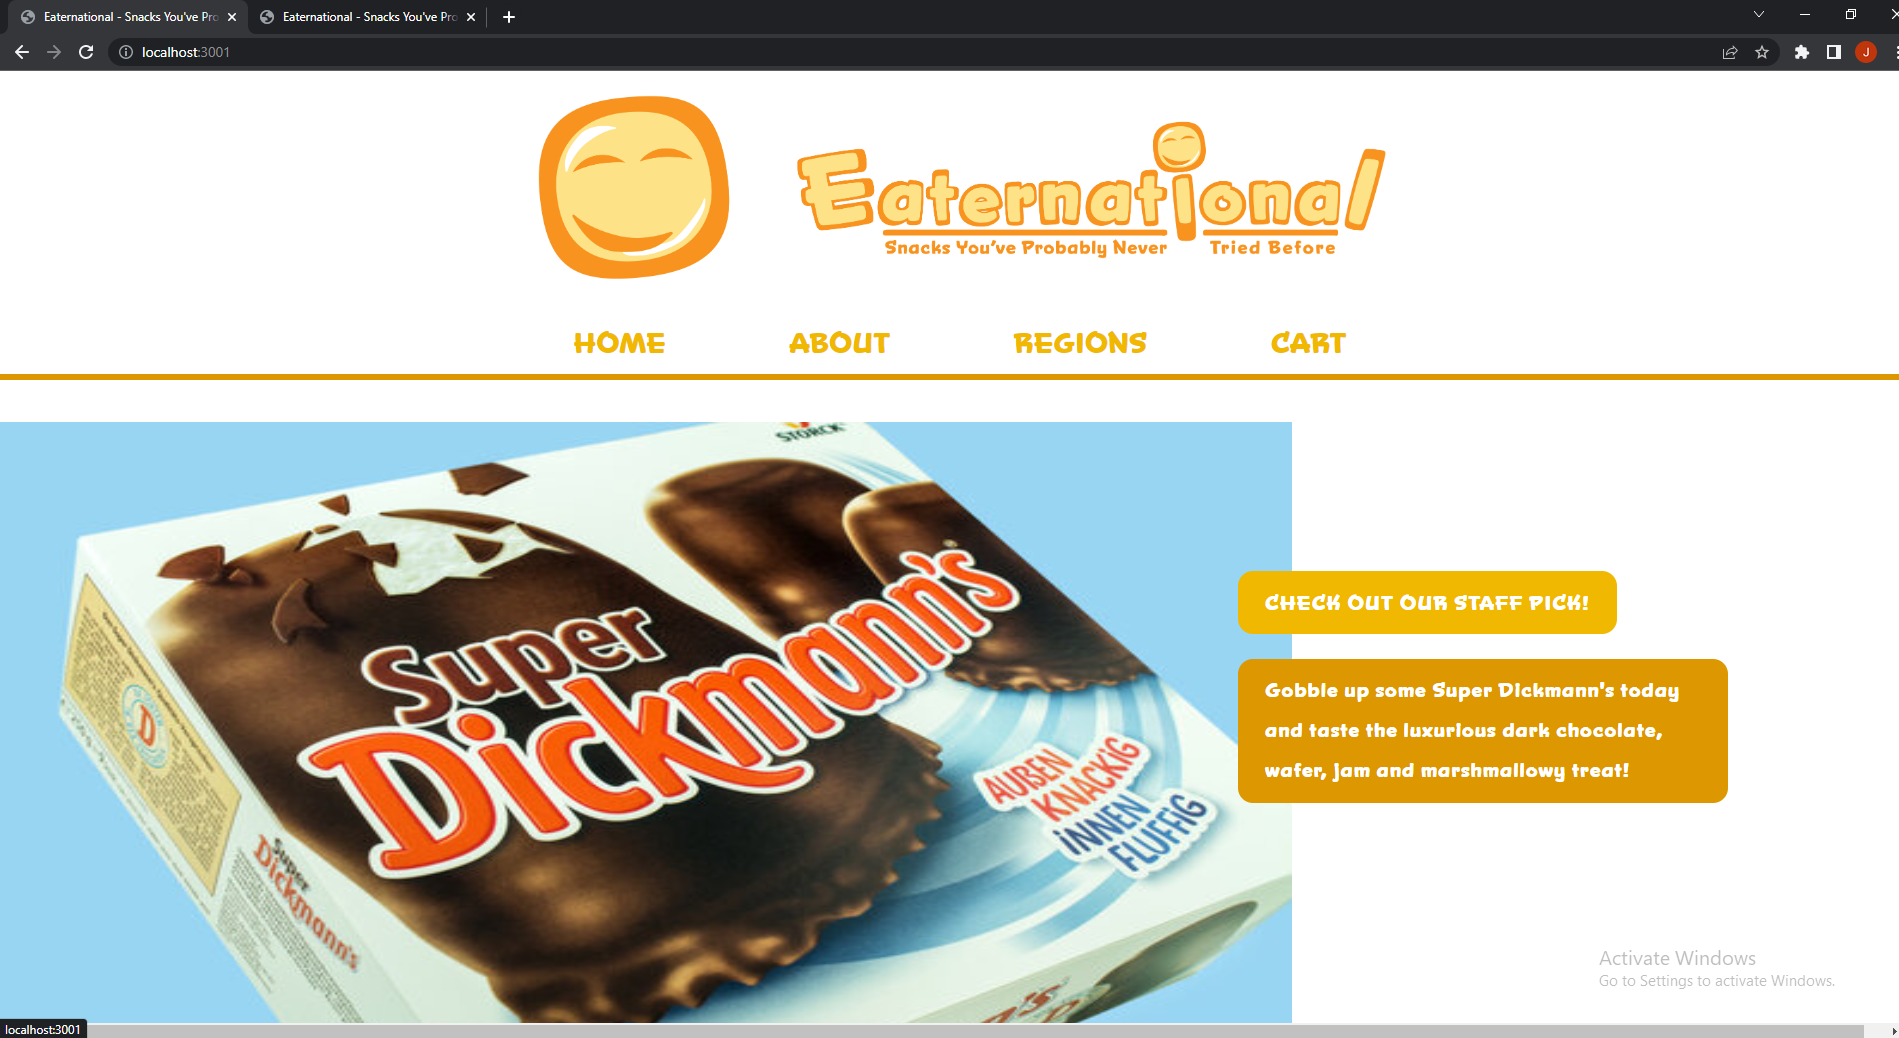 Eaternational - Snacks You've Pro
Eaternational - Snacks You've Pro
localhost:3001
J
Eaternational
Snacks You've Probably Never Tried Before
HOME
ABOUT
REGIONS
CART
STORCK
Super
Dickmann's
AUßEN
KNACKiG
iNNEN
FLUFFiG
D
Super
Dickmann's
CHECK OUT OUR STAFF PICK!
Gobble up some Super Dickmann's today
and taste the luxurious dark chocolate,
wafer, jam and marshmallowy treat!
Activate Windows
Go to Settings to activate Windows.
localhost:3001